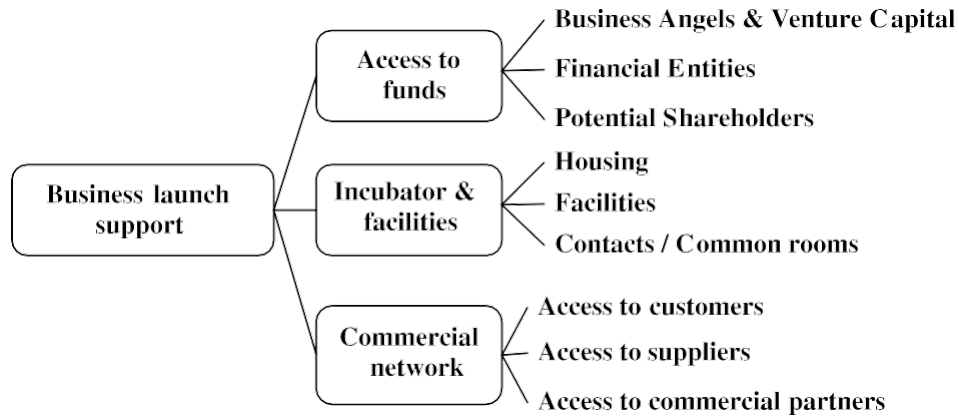 Business launch
support
Access to
funds
Business Angels & Venture Capital
Financial Entities
Potential Shareholders
Incubator &
facilities
Housing
Facilities
Contacts / Common rooms
Commercial
network
Access to customers
Access to suppliers
Access to commercial partners